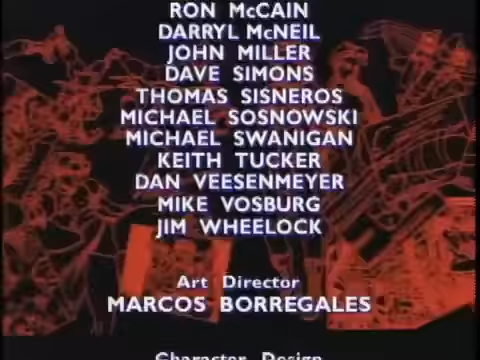 RON McCAIN
DARRYL McNEIL
JOHN MILLER
DAVE SIMONS
THOMAS SISNEROS
MICHAEL SOSNOWSKI
MICHAEL SWANIGAN
KEITH TUCKER
DAN VEESENMEYER
MIKE VOSBURG
JIM WHEELOCK
Art Director
MARCOS BORREGALES
Character Design